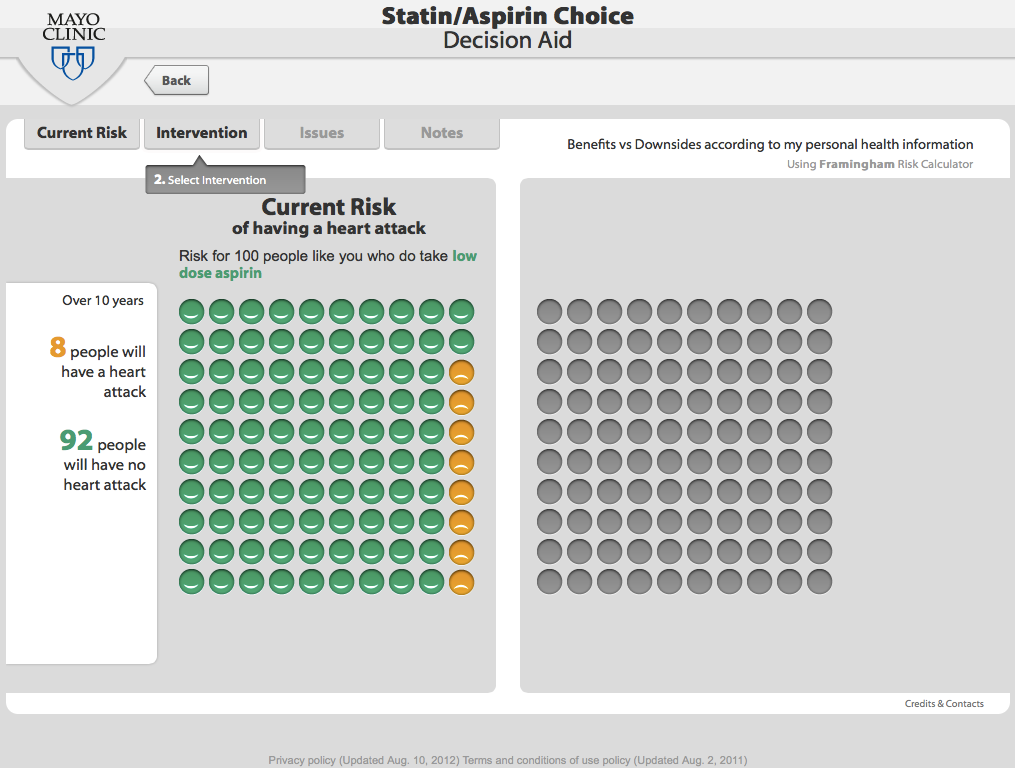 MAYO
CLINIC
Statin/Aspirin Choice
Decision Aid
Back
Current Risk
Intervention
Issues
Notes
2. Select Intervention
Benefits vs Downsides according to my personal health information
Using Framingham Risk Calculator
Current Risk
of having a heart attack
Risk for 100 people like you who do take low
dose aspirin
Over 10 years
8 people will
have a heart
attack
92 people
will have no
heart attack
Credits & Contacts
Privacy policy (Updated Aug. 10, 2012) Terms and conditions of use policy (Updated Aug. 2, 2011)